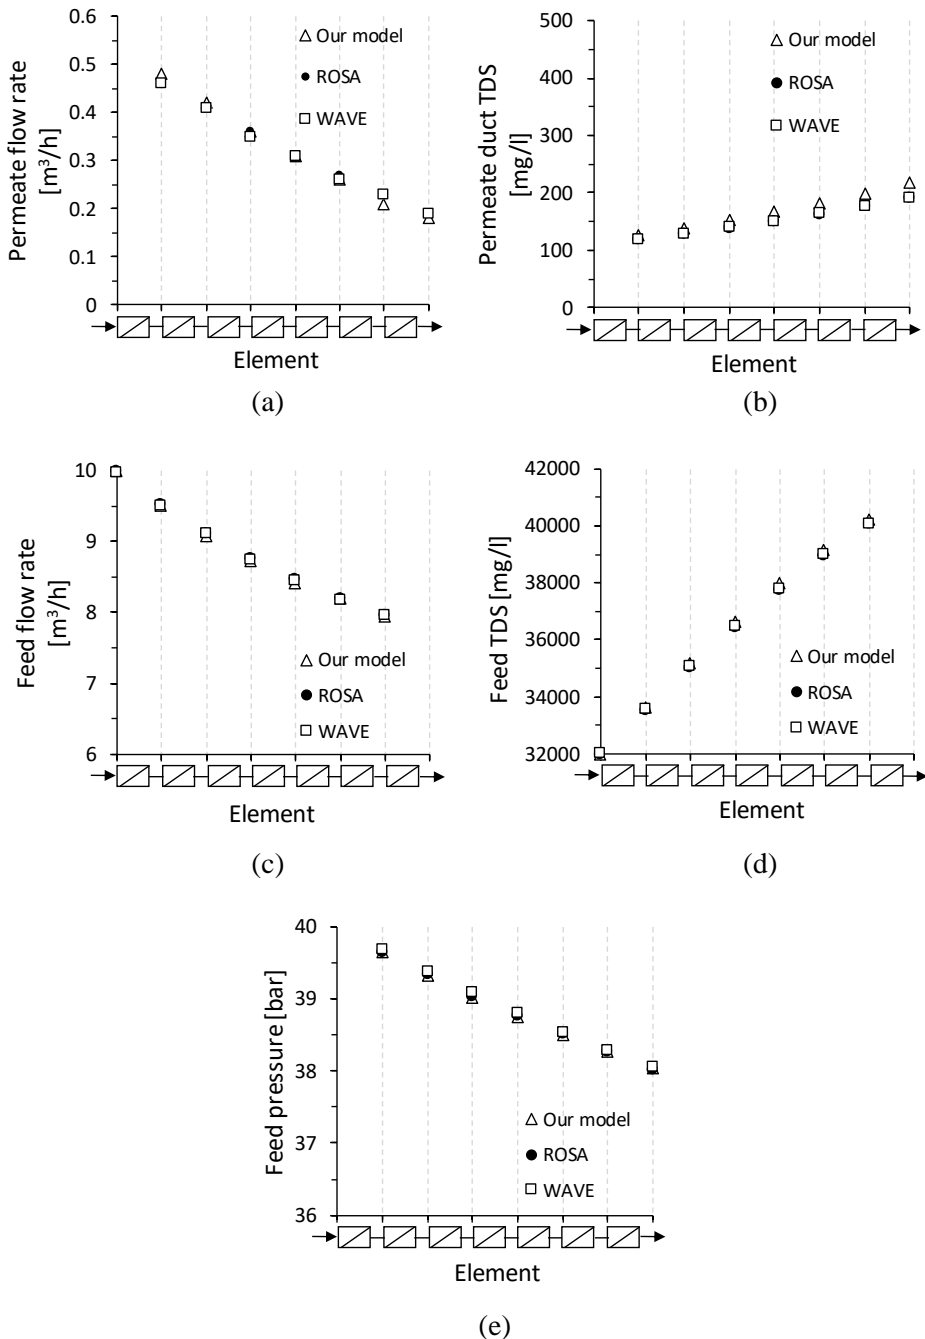 0.6
0.5
0.4
0.3
0.2
0.1
0
Permeate flow rate
[m³/h]
Our model
ROSA
WAVE
Element
(a)
500
400
300
200
100
0
Permeate duct TDS
[mg/l]
Our model
ROSA
WAVE
Element
(b)
10
9
8
7
6
Feed flow rate
[m³/h]
Our model
ROSA
WAVE
Element
(c)
42000
40000
38000
36000
34000
32000
Feed TDS [mg/l]
Our model
ROSA
WAVE
Element
(d)
40
39
38
37
36
Feed pressure [bar]
Our model
ROSA
WAVE
Element
(e)